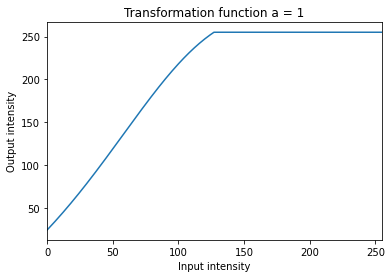 Transformation function a = 1
Output intensity
250
200
150
100
50
0 50 100 150 200 250
Input intensity